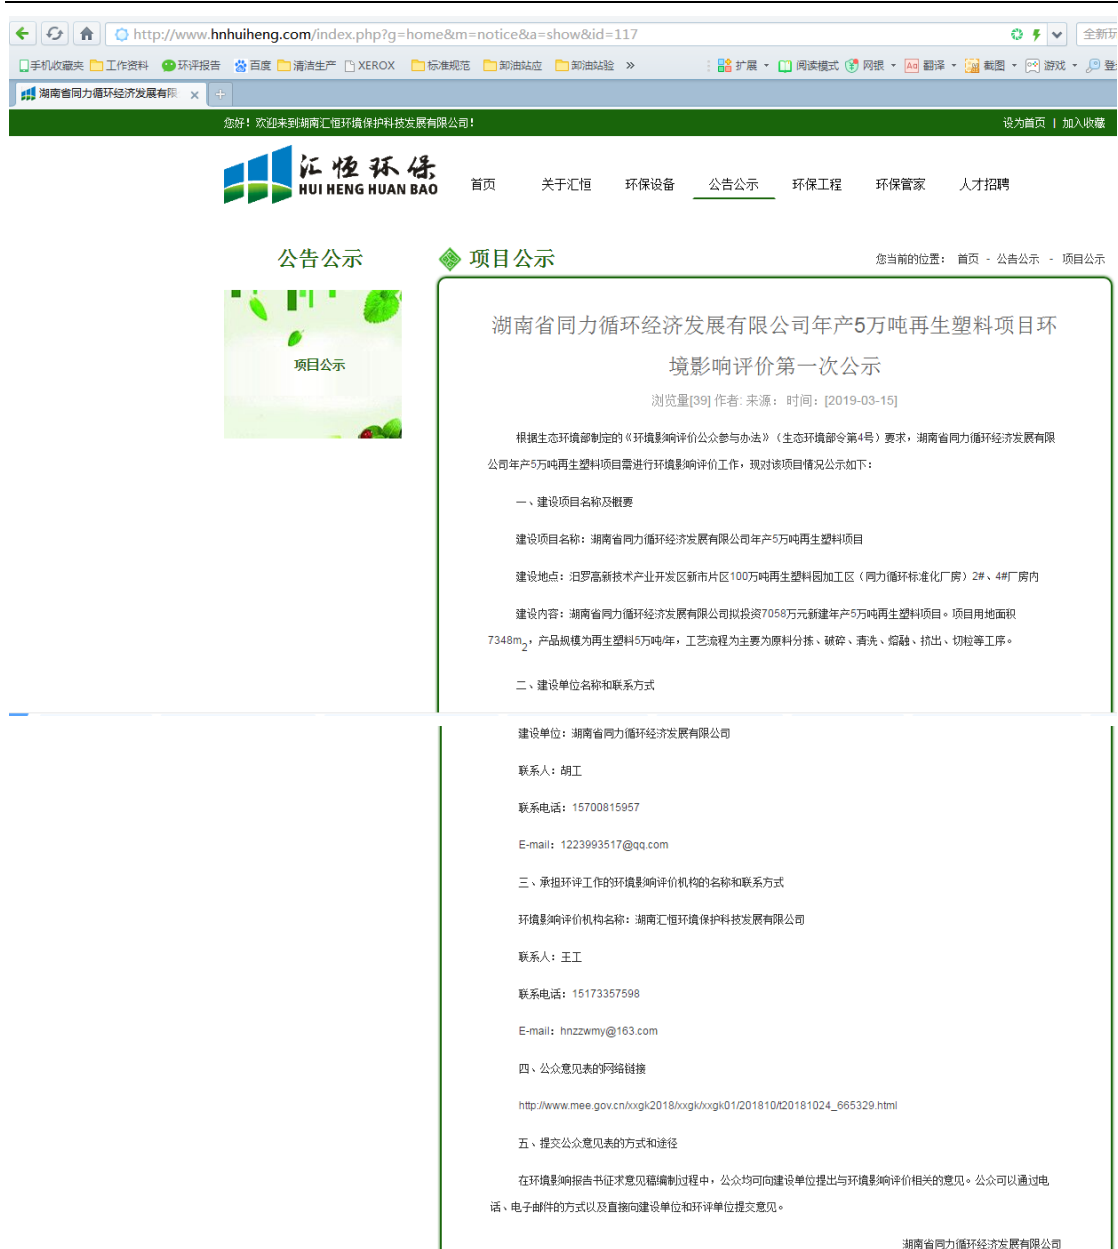 http://www.hnhuiheng.com/index.php?g=home&m=notice&a=show&id=117
全新玩
手机收藏夹 工作资料 环评报告 百度 清洁生产 XEROX 标准规范 卸油站应 卸油站验 » 扩展 阅读模式 网银 翻译 截图 游戏 登
湖南省同力循环经济发展有限
您好！欢迎来到湖南汇恒环境保护科技发展有限公司！
设为首页 | 加入收藏
汇恒环保
HUI HENG HUAN BAO
首页 关于汇恒 环保设备 公告公示 环保工程 环保管家 人才招聘
公告公示
项目公示
项目公示
您当前的位置： 首页 - 公告公示 - 项目公示
湖南省同力循环经济发展有限公司年产5万吨再生塑料项目环
境影响评价第一次公示
浏览量[39] 作者: 来源： 时间：[2019-03-15]
根据生态环境部制定的《环境影响评价公众参与办法》（生态环境部令第4号）要求，湖南省同力循环经济发展有限
公司年产5万吨再生塑料项目需进行环境影响评价工作，现对该项目情况公示如下：
一、建设项目名称及概要
建设项目名称：湖南省同力循环经济发展有限公司年产5万吨再生塑料项目
建设地点：汨罗高新技术产业开发区新市片区100万吨再生塑料园加工区（同力循环标准化厂房）2#、4#厂房内
建设内容：湖南省同力循环经济发展有限公司拟投资7058万元新建年产5万吨再生塑料项目。项目用地面积
7348m2，产品规模为再生塑料5万吨/年，工艺流程为主要为原料分拣、破碎、清洗、熔融、挤出、切粒等工序。
二、建设单位名称和联系方式
建设单位：湖南省同力循环经济发展有限公司
联系人：胡工
联系电话：15700815957
E-mail：1223993517@qq.com
三、承担环评工作的环境影响评价机构的名称和联系方式
环境影响评价机构名称：湖南汇恒环境保护科技发展有限公司
联系人：王工
联系电话：15173357598
E-mail：hnzzwmy@163.com
四、公众意见表的网络链接
http://www.mee.gov.cn/xxgk2018/xxgk/xxgk01/201810/t20181024_665329.html
五、提交公众意见表的方式和途径
在环境影响报告书征求意见稿编制过程中，公众均可向建设单位提出与环境影响评价相关的意见。公众可以通过电
话、电子邮件的方式以及直接向建设单位和环评单位提交意见。
湖南省同力循环经济发展有限公司